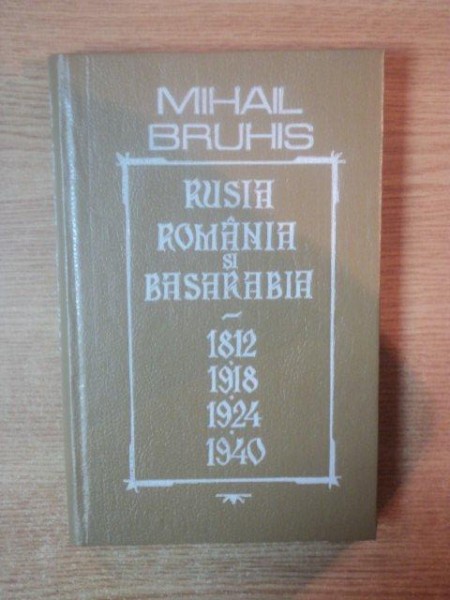 MIHAIL
BRUHIS
RUSIA
ROMÂNIA
ȘI
BASARABIA
~
1812
1918
1924
1940